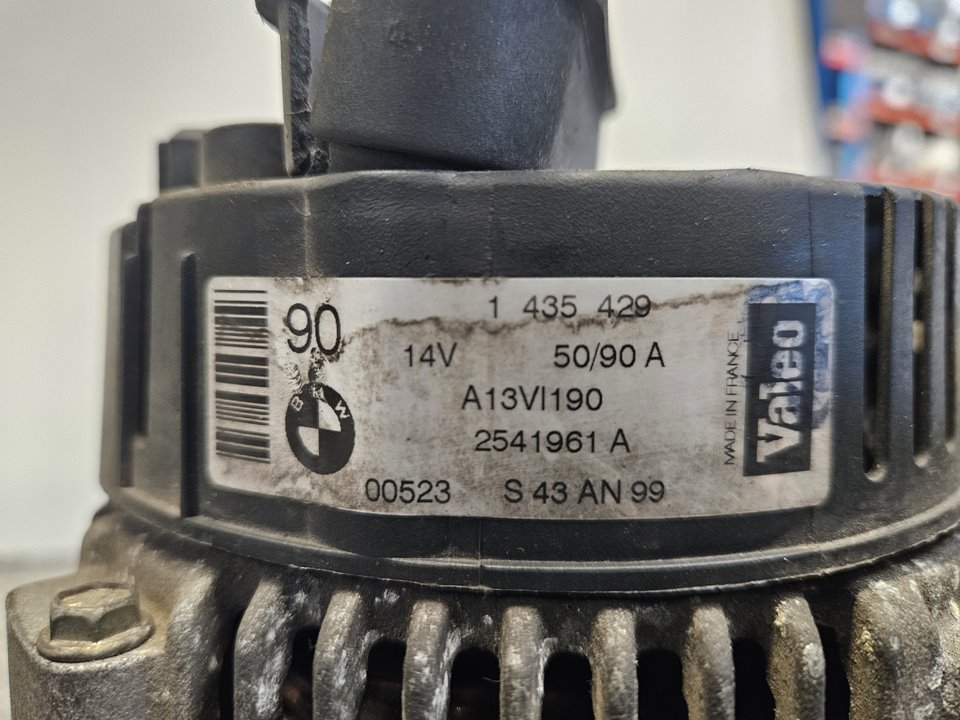 90
1 435 429
14V 50/90 A
A13VI190
2541961 A
00523 S 43 AN 99
BMW
MADE IN FRANCE
Valeo